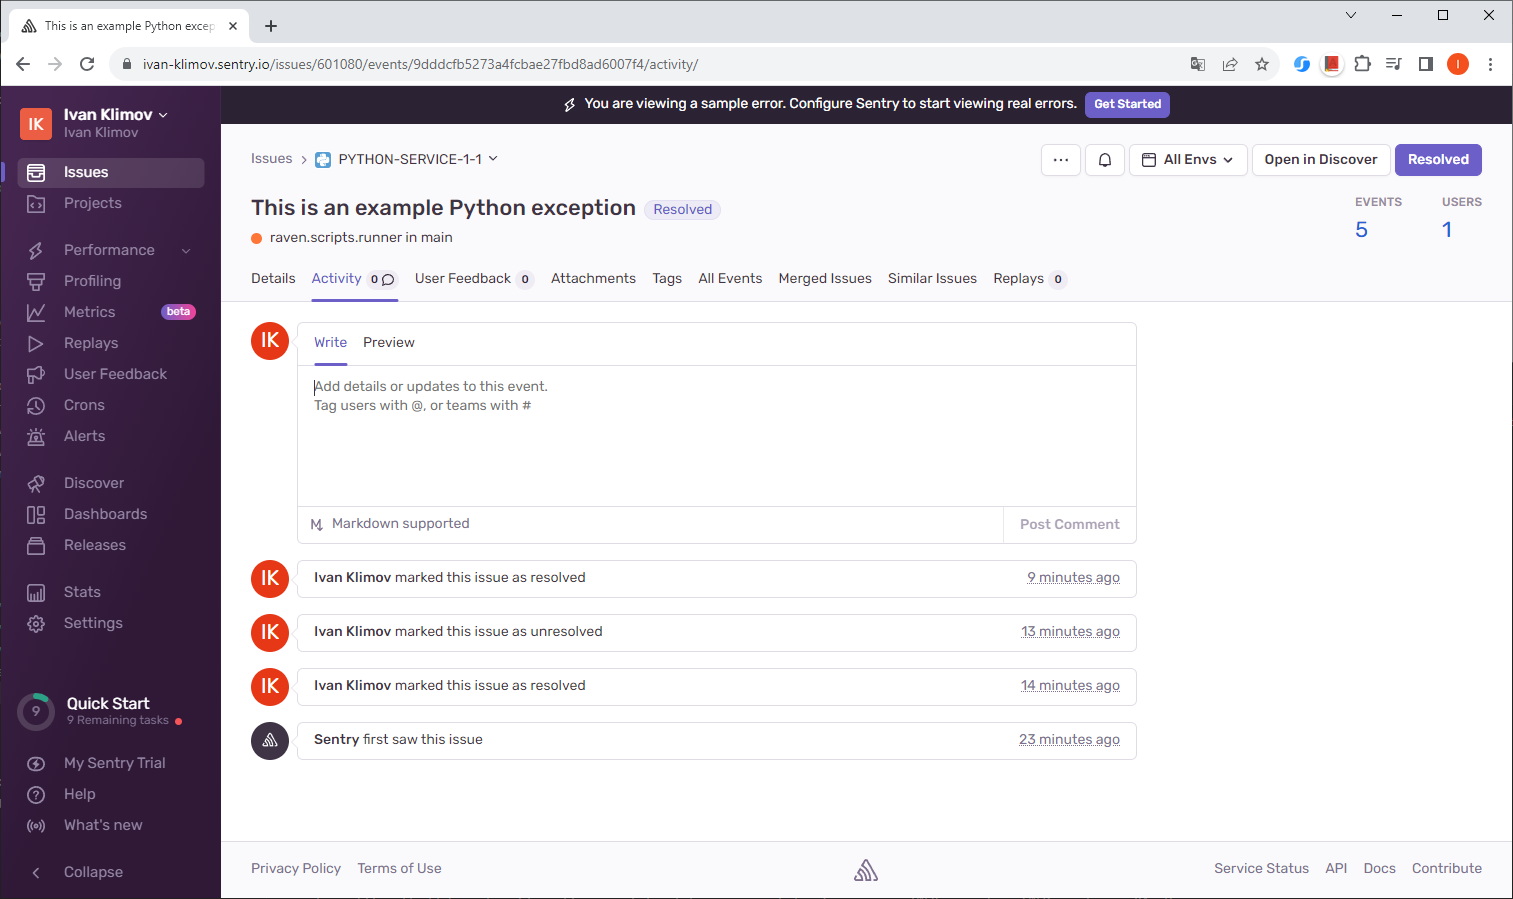 This is an example Python excep
ivan-klimov.sentry.io/issues/601080/events/9dddcfb5273a4fcbae27fbd8ad6007f4/activity/
I
IK
Ivan Klimov
Ivan Klimov
Issues
Projects
Performance
Profiling
Metrics beta
Replays
User Feedback
Crons
Alerts
Discover
Dashboards
Releases
Stats
Settings
9
Quick Start
9 Remaining tasks
My Sentry Trial
Help
What's new
Collapse
You are viewing a sample error. Configure Sentry to start viewing real errors. Get Started
Issues > PYTHON-SERVICE-1-1
All Envs
Open in Discover
Resolved
This is an example Python exception Resolved
raven.scripts.runner in main
EVENTS USERS
5 1
Details Activity 0 User Feedback 0 Attachments Tags All Events Merged Issues Similar Issues Replays 0
IK
Write Preview
Add details or updates to this event.
Tag users with @, or teams with #
Markdown supported
Post Comment
IK Ivan Klimov marked this issue as resolved 9 minutes ago
IK Ivan Klimov marked this issue as unresolved 13 minutes ago
IK Ivan Klimov marked this issue as resolved 14 minutes ago
Sentry first saw this issue 23 minutes ago
Privacy Policy Terms of Use Service Status API Docs Contribute